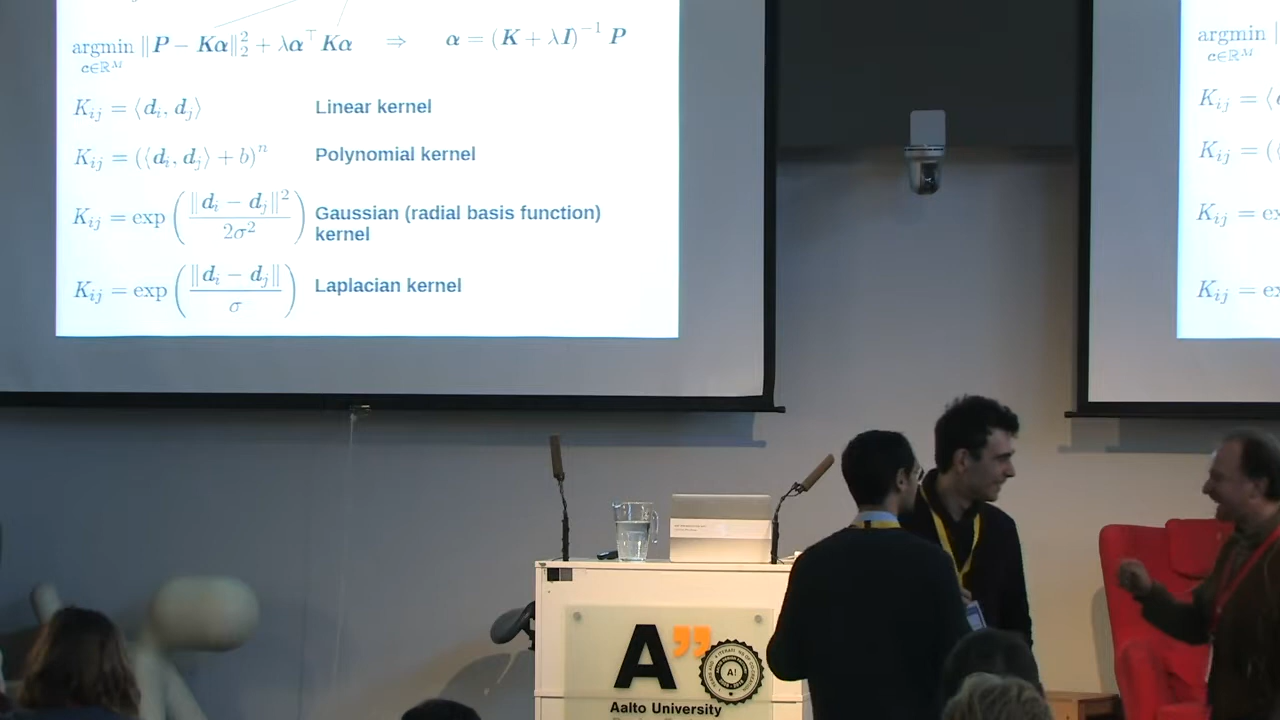 argmin ‖P − Kα‖₂² + λα^⊤Kα ⇒ α = (K + λI)⁻¹ P
c∈ℝ^M
K_ij = ⟨d_i, d_j⟩ Linear kernel
K_ij = (⟨d_i, d_j⟩ + b)^n Polynomial kernel
K_ij = exp(‖d_i − d_j‖² / 2σ²) Gaussian (radial basis function)
kernel
K_ij = exp(‖d_i − d_j‖ / σ) Laplacian kernel
argmin |
c∈ℝ^M
K_ij = ⟨
K_ij = (
K_ij = ex
K_ij = ex
A”
A!
Aalto University